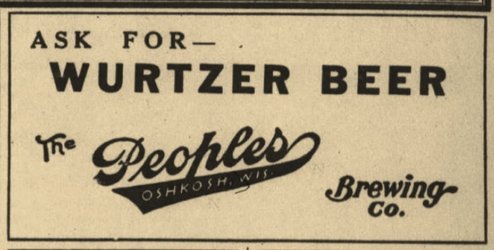 ASK FOR—
WURTZER BEER
The Peoples Brewing Co.
OSHKOSH, WIS.